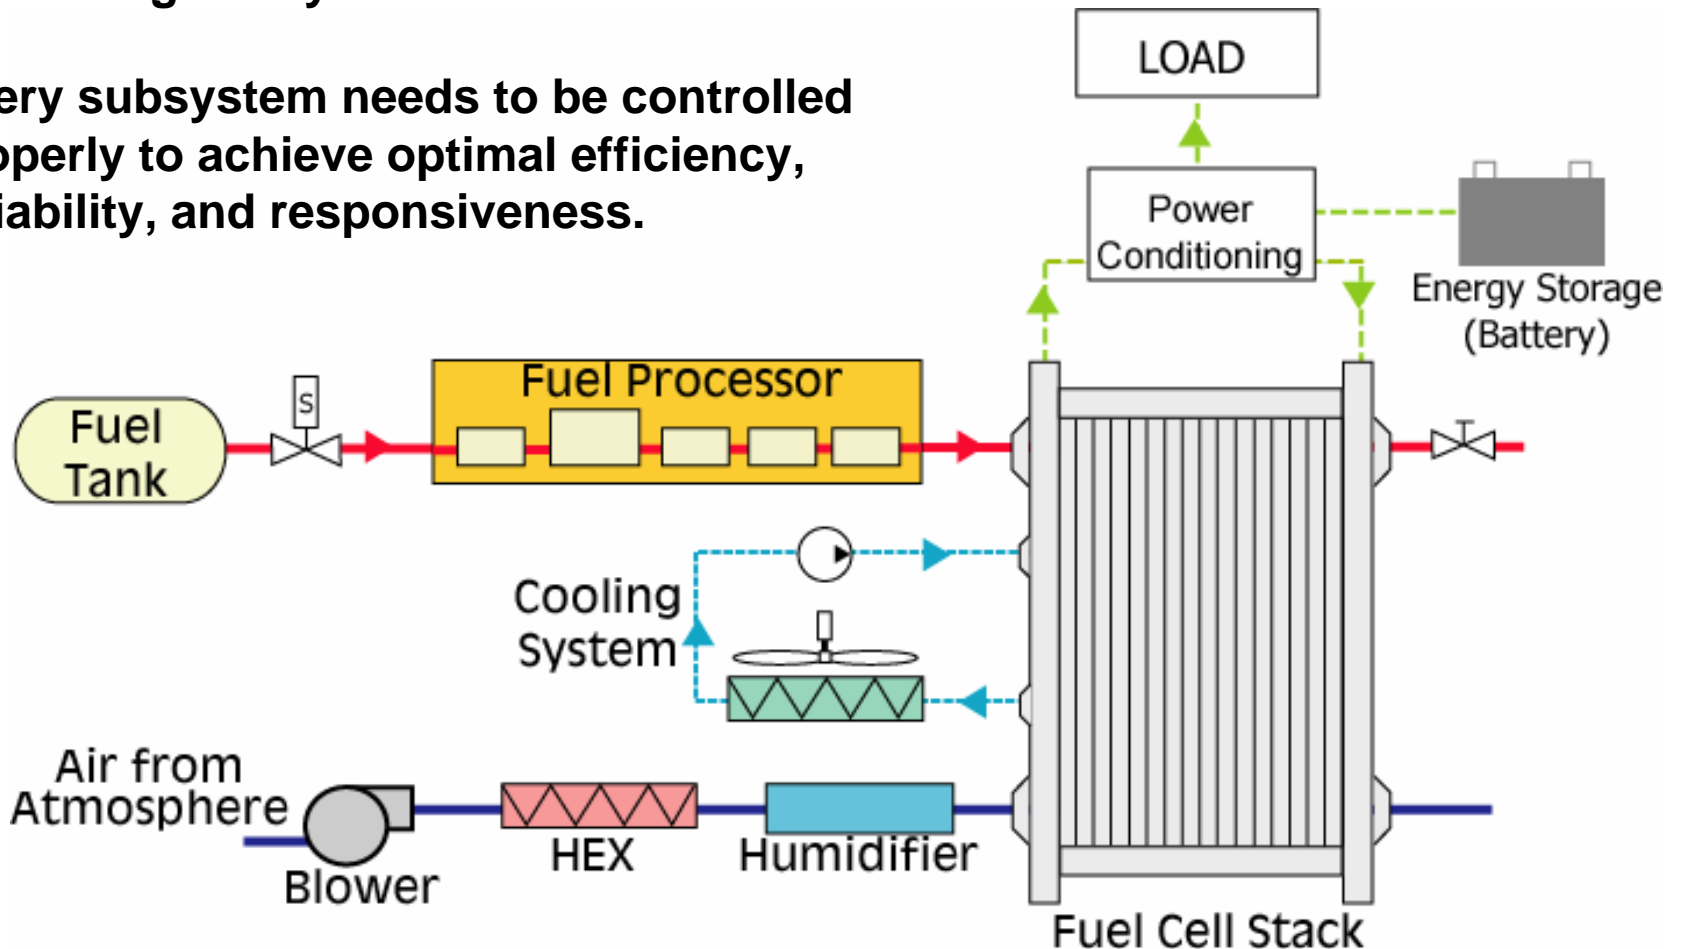 ery subsystem needs to be controlled
operly to achieve optimal efficiency,
iability, and responsiveness.
LOAD
Power
Conditioning
Energy Storage
(Battery)
Fuel Processor
S
Fuel
Tank
Cooling
System
Air from
Atmosphere
HEX
Humidifier
Blower
Fuel Cell Stack